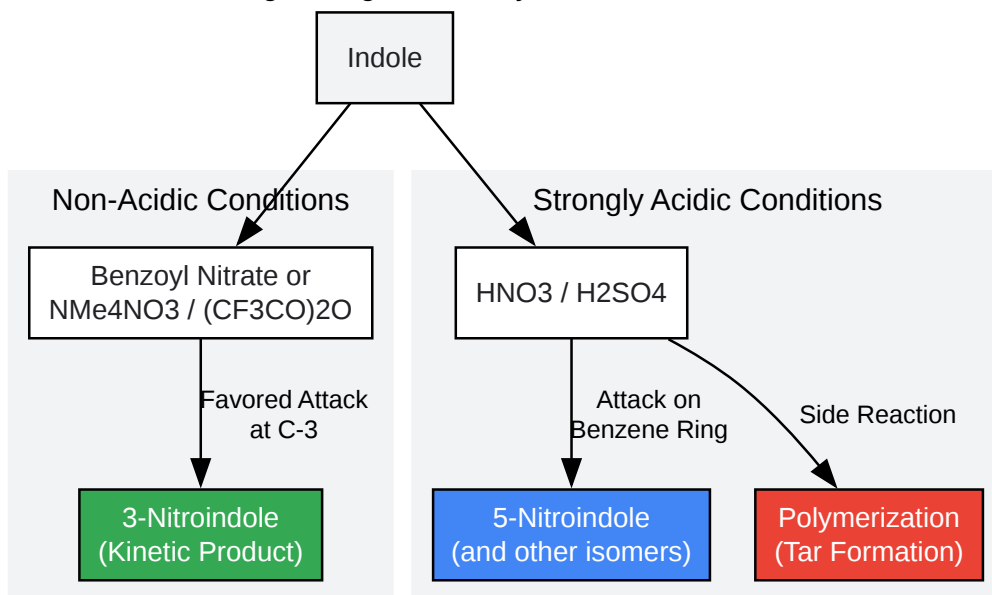 Indole
Non-Acidic Conditions
Strongly Acidic Conditions
Benzoyl Nitrate or
NMe4NO3 / (CF3CO)2O
HNO3 / H2SO4
Favored Attack
at C-3
Attack on
Benzene Ring
Side Reaction
3-Nitroindole
(Kinetic Product)
5-Nitroindole
(and other isomers)
Polymerization
(Tar Formation)